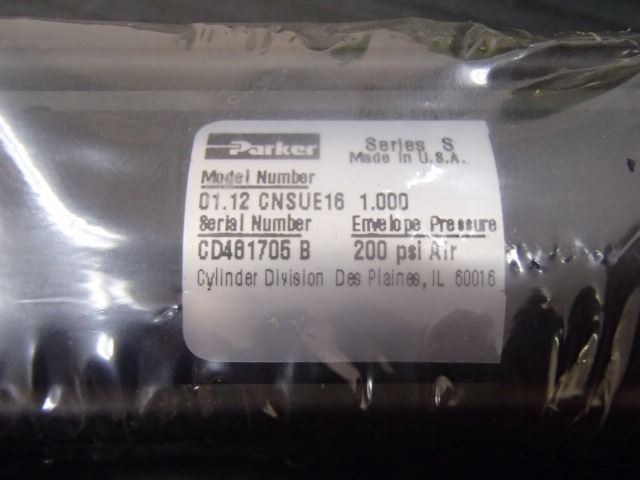 Parker Series S
Made in U.S.A.
Model Number
01.12 CNSUE16 1.000
Serial Number Envelope Pressure
CD461705 B 200 psi Air
Cylinder Division Des Plaines, IL 60016